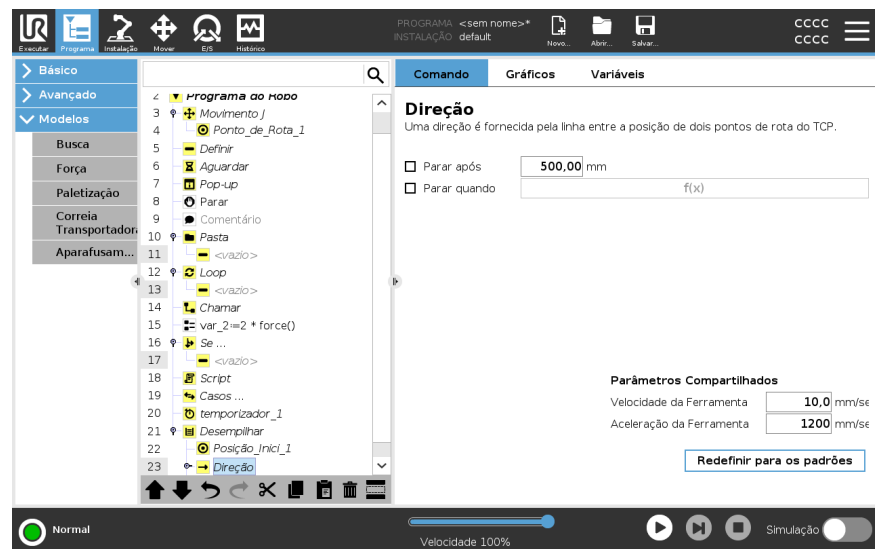 UR
PROGRAMA <sem nome>*
INSTALAÇÃO default
CCCC
CCCC
Executar Programa Instalação Mover E/S Histórico Novo... Abrir... Salvar...
Básico
Avançado
Modelos
Busca
Força
Paletização
Correia
Transportador
Aparafusam...
2 Programa do Robô
3 Movimento J
4 Ponto_de_Rota_1
5 Definir
6 Aguardar
7 Pop-up
8 Parar
9 Comentário
10 Pasta
11 <vazio>
12 Loop
13 <vazio>
14 Chamar
15 var_2:=2 * force()
16 Se ...
17 <vazio>
18 Script
19 Casos ...
20 temporizador_1
21 Desempilhar
22 Posição_Inici_1
23 Direção
Comando Gráficos Variáveis
Direção
Uma direção é fornecida pela linha entre a posição de dois pontos de rota do TCP.
Parar após 500,00 mm
Parar quando f(x)
Parâmetros Compartilhados
Velocidade da Ferramenta 10,0 mm/se
Aceleração da Ferramenta 1200 mm/se
Redefinir para os padrões
Normal
Velocidade 100%
Simulação